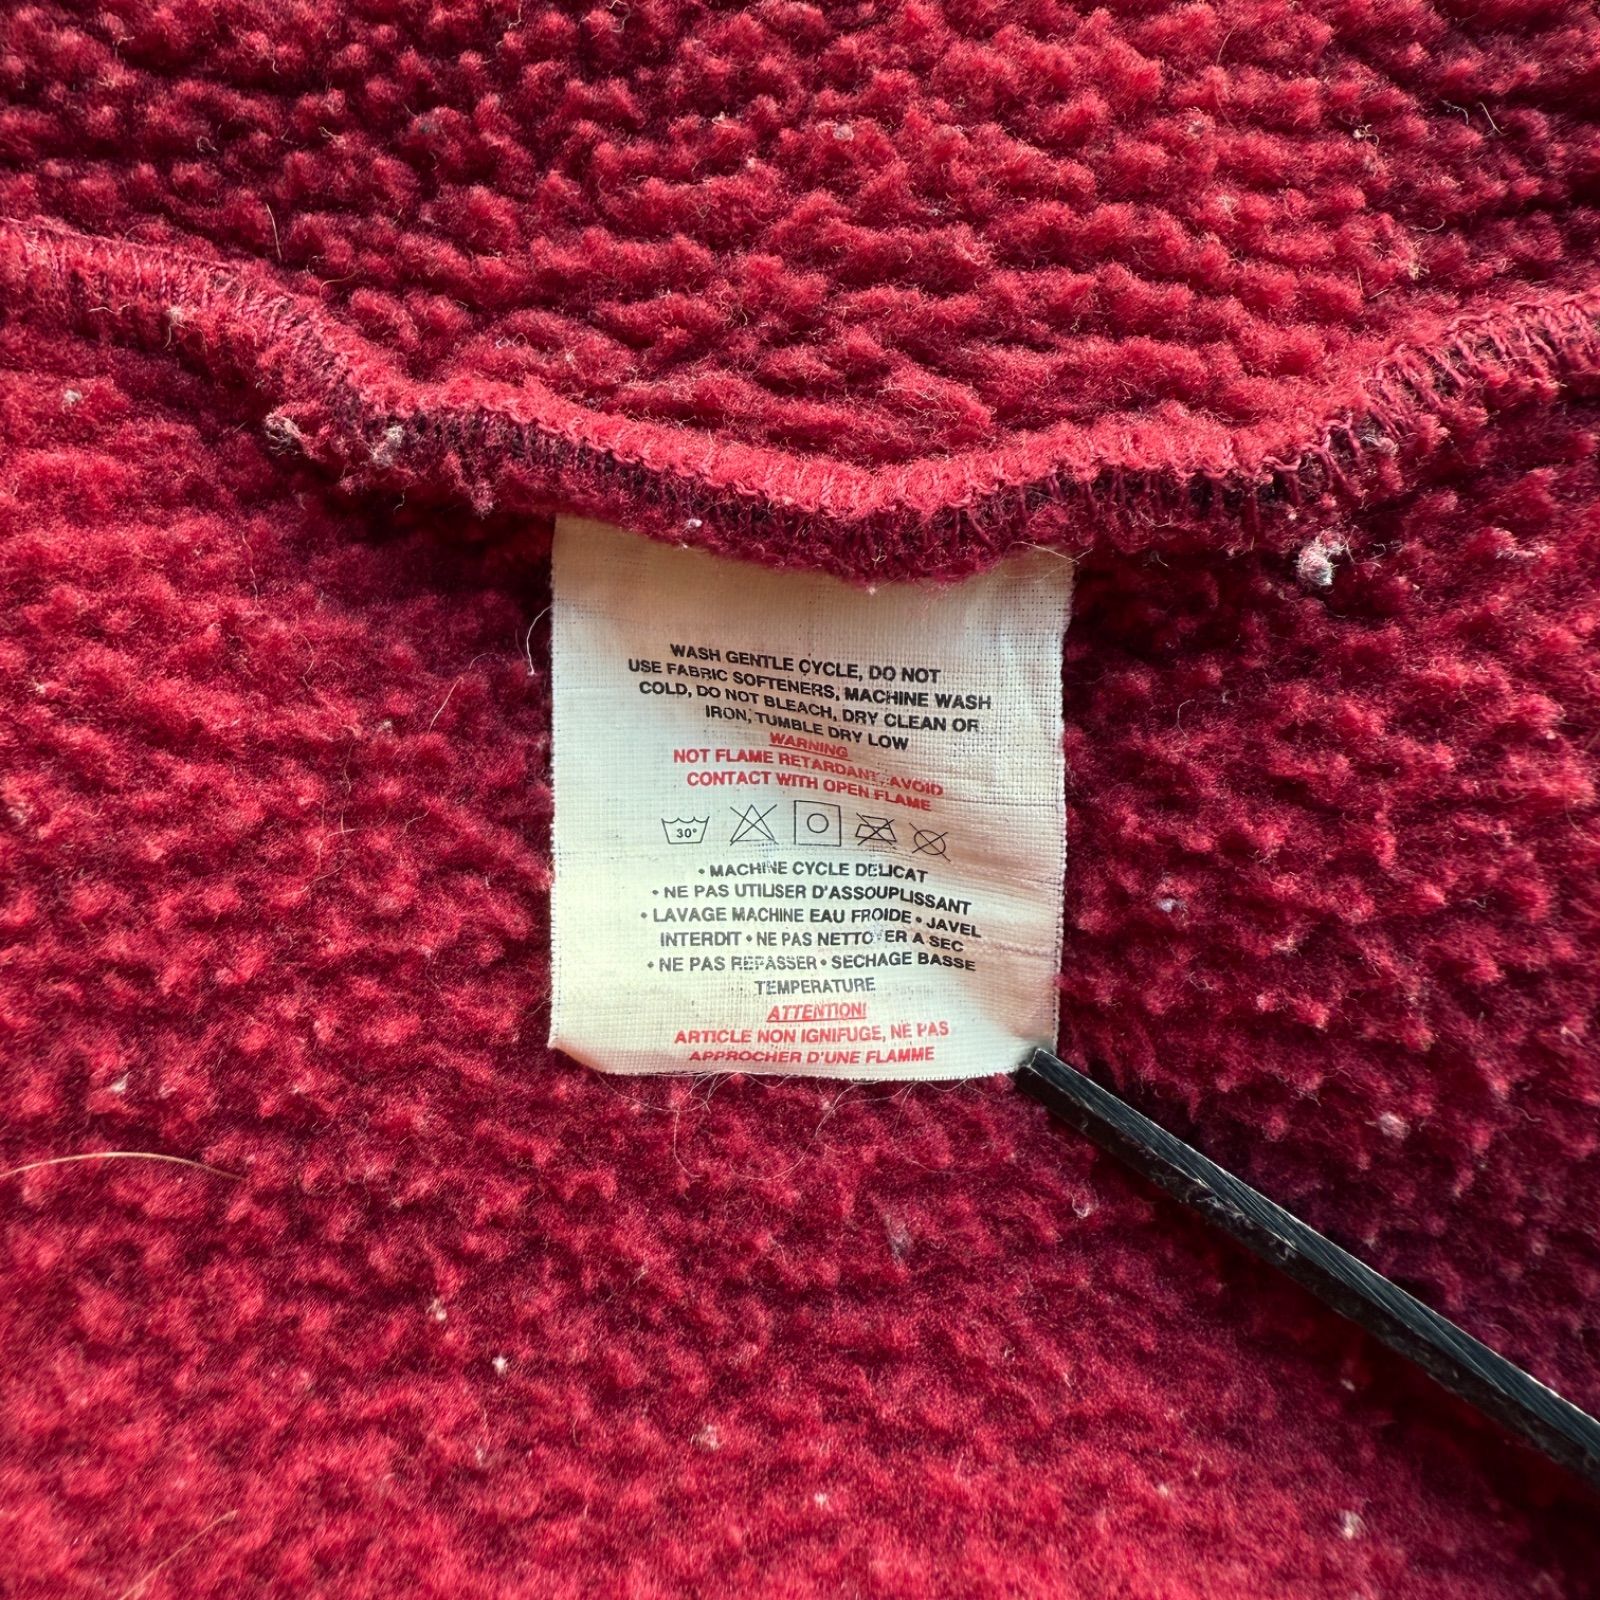 WASH GENTLE CYCLE, DO NOT
USE FABRIC SOFTENERS, MACHINE WASH
COLD, DO NOT BLEACH, DRY CLEAN OR
IRON, TUMBLE DRY LOW
WARNING
NOT FLAME RETARDANT, AVOID
CONTACT WITH OPEN FLAME
30°
• MACHINE CYCLE DELICAT
• NE PAS UTILISER D'ASSOUPLISSANT
• LAVAGE MACHINE EAU FROIDE • JAVEL
INTERDIT • NE PAS NETTOYER A SEC
• NE PAS REPASSER • SECHAGE BASSE
TEMPERATURE
ATTENTION!
ARTICLE NON IGNIFUGE, NE PAS
APPROCHER D'UNE FLAMME